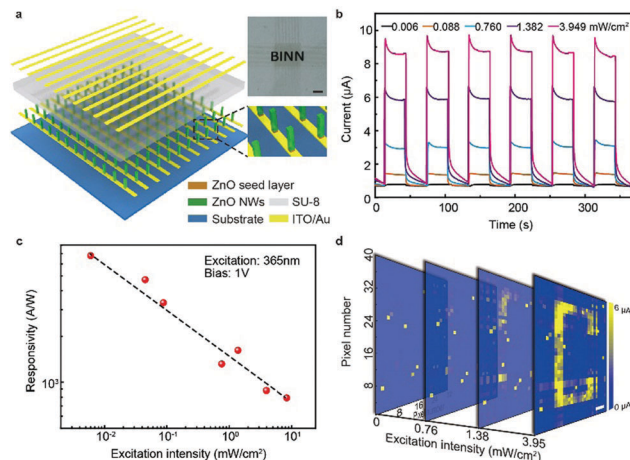 a
BINN
ZnO seed layer
ZnO NWs
SU-8
Substrate
ITO/Au
b
0.006 0.088 0.760 1.382 3.949 mW/cm²
Current (μA)
10
8
6
4
2
0
0 100 200 300
Time (s)
c
Excitation: 365nm
Bias: 1V
Responsivity (A/W)
10³
10⁻² 10⁻¹ 10⁰ 10¹
Excitation intensity (mW/cm²)
d
Pixel number
40
32
24
16
8
0 8 16
6 μA
0 μA
0.76
1.38
3.95
Excitation intensity (mW/cm²)